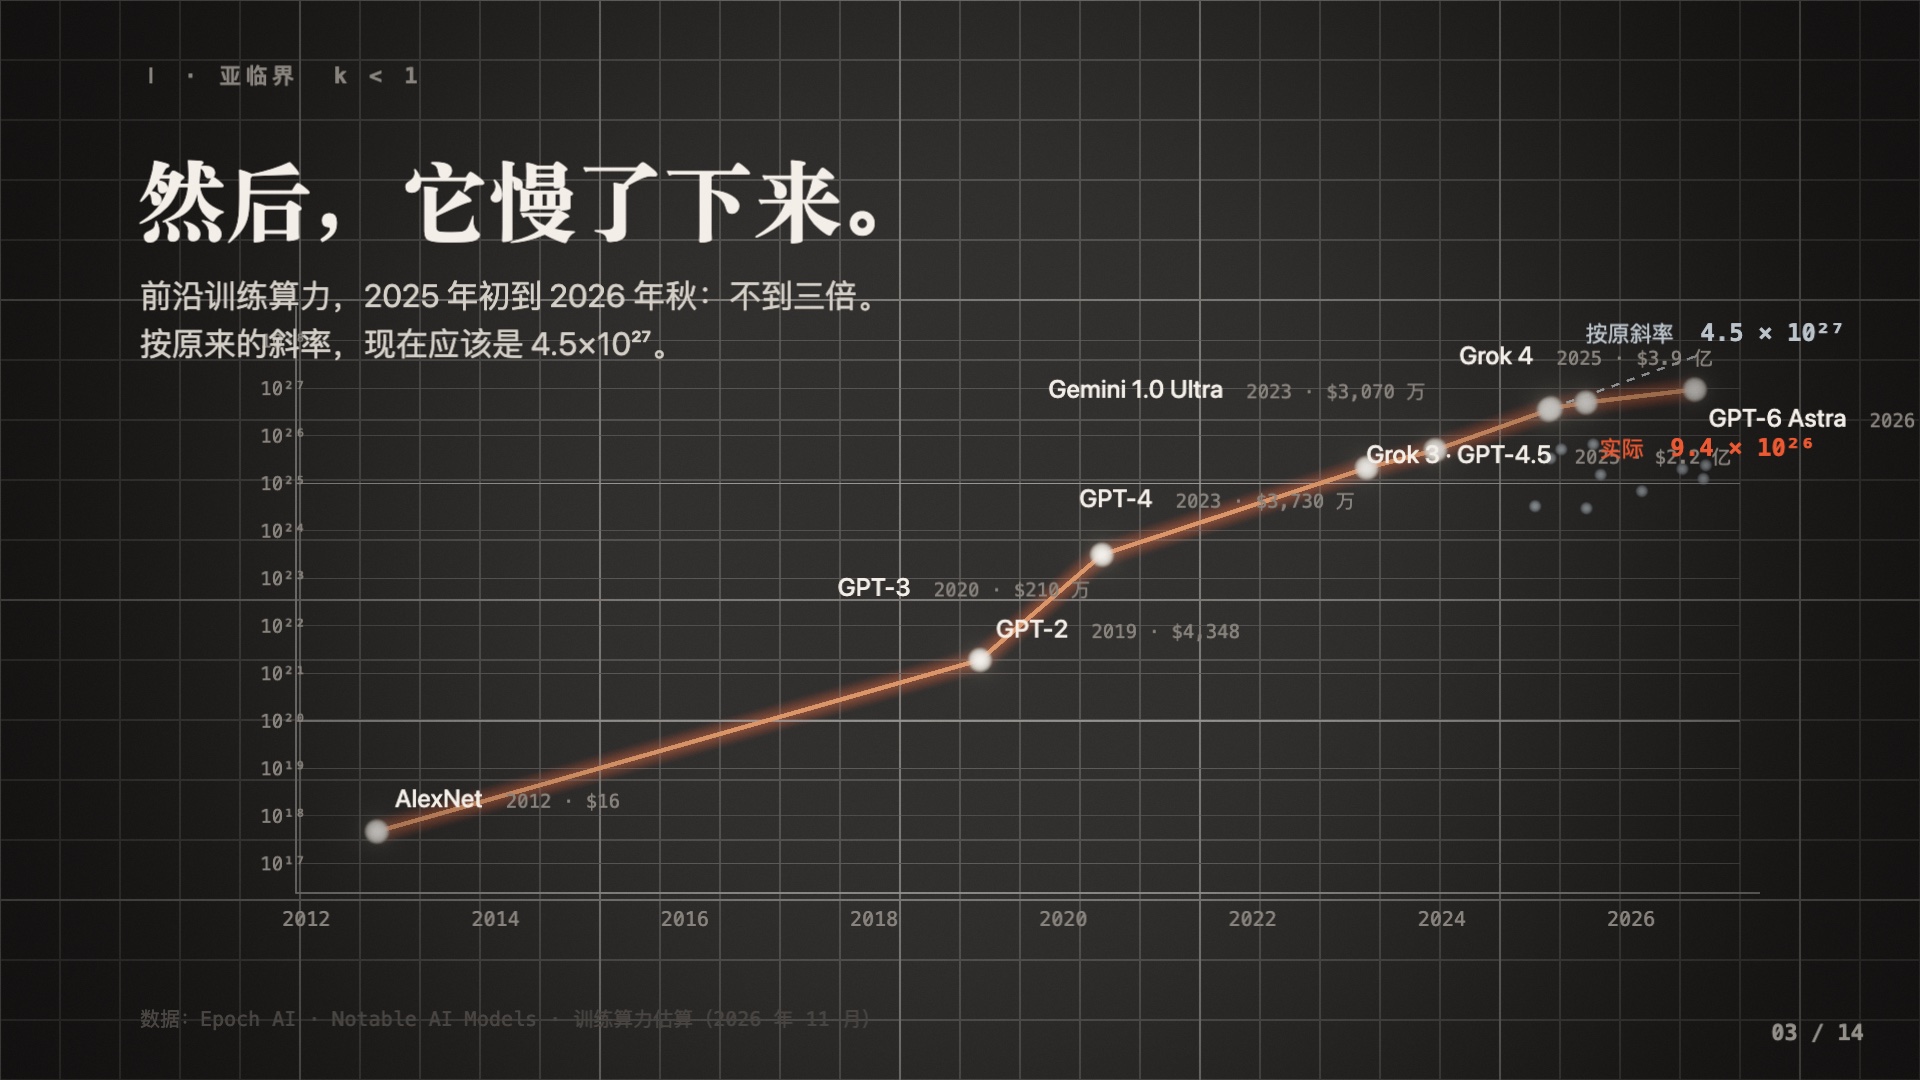 I · 亚临界 k < 1
然后，它慢了下来。
前沿训练算力，2025 年初到 2026 年秋：不到三倍。
按原来的斜率，现在应该是 4.5×10²⁷。
按原斜率 4.5 × 10²⁷
Grok 4 2025 · $3.9 亿
Gemini 1.0 Ultra 2023 · $3,070 万
GPT-6 Astra 2026
实际 9.4 × 10²⁶
Grok 3 · GPT-4.5 2025 · $2.2 亿
GPT-4 2023 · $3,730 万
GPT-3 2020 · $210 万
GPT-2 2019 · $4,348
AlexNet 2012 · $16
10²⁷
10²⁶
10²⁵
10²⁴
10²³
10²²
10²¹
10²⁰
10¹⁹
10¹⁸
10¹⁷
2012 2014 2016 2018 2020 2022 2024 2026
数据：Epoch AI · Notable AI Models · 训练算力估算（2026 年 11 月）
03 / 14